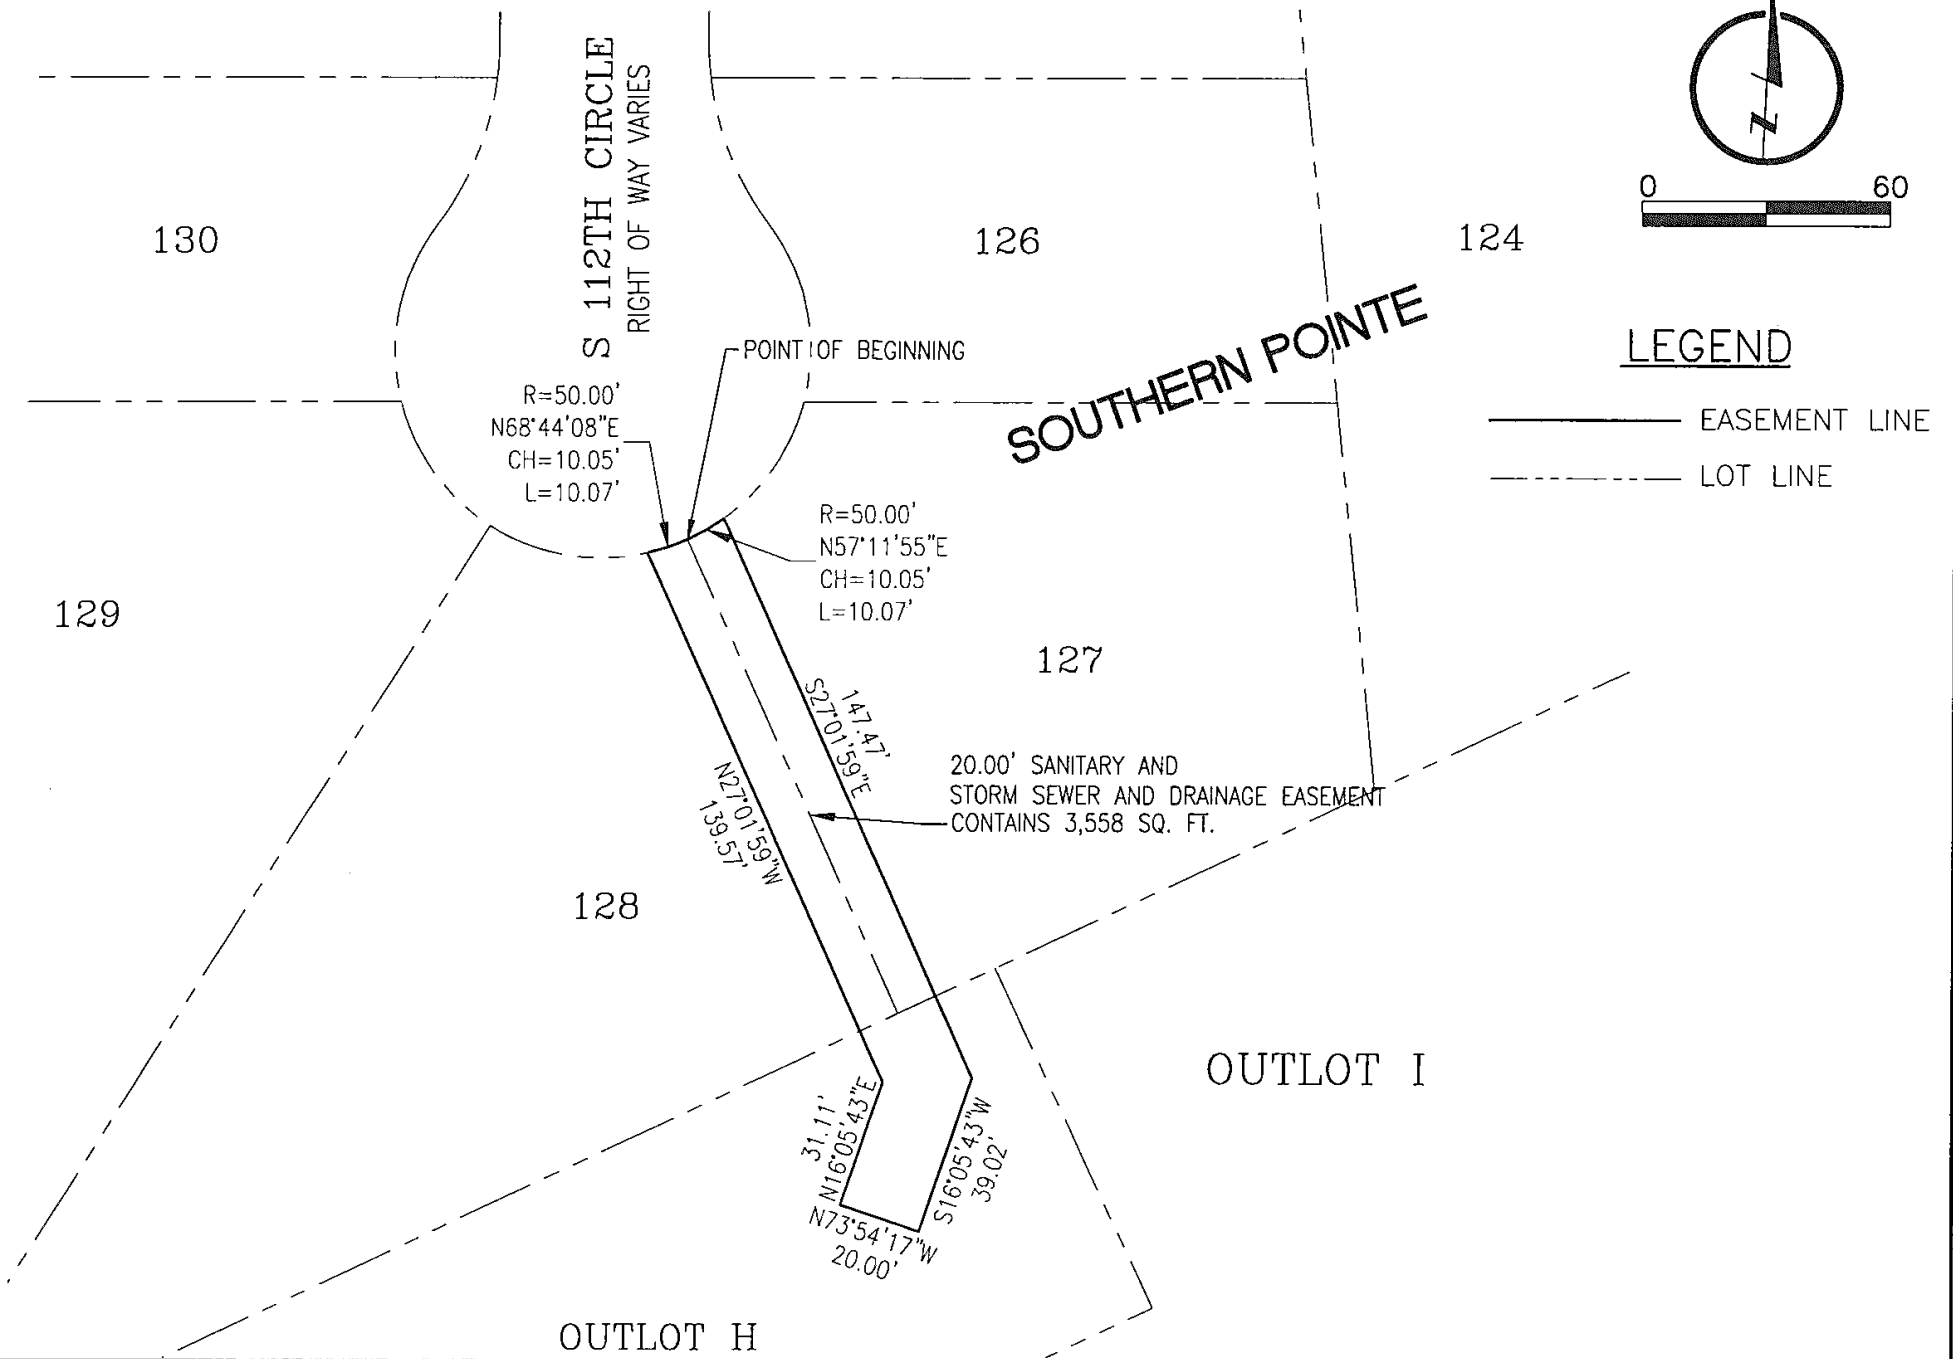 S 112TH CIRCLE
RIGHT OF WAY VARIES
N
0 60
130
126
124
SOUTHERN POINTE
LEGEND
EASEMENT LINE
LOT LINE
POINT OF BEGINNING
R=50.00'
N68°44'08"E
CH=10.05'
L=10.07'
R=50.00'
N57°11'55"E
CH=10.05'
L=10.07'
129
127
147.47'
S27°01'59"E
20.00' SANITARY AND
STORM SEWER AND DRAINAGE EASEMENT
CONTAINS 3,558 SQ. FT.
N27°01'59"W
139.57'
128
OUTLOT I
31.11'
N16°05'43"E
S16°05'43"W
39.02'
N73°54'17"W
20.00'
OUTLOT H